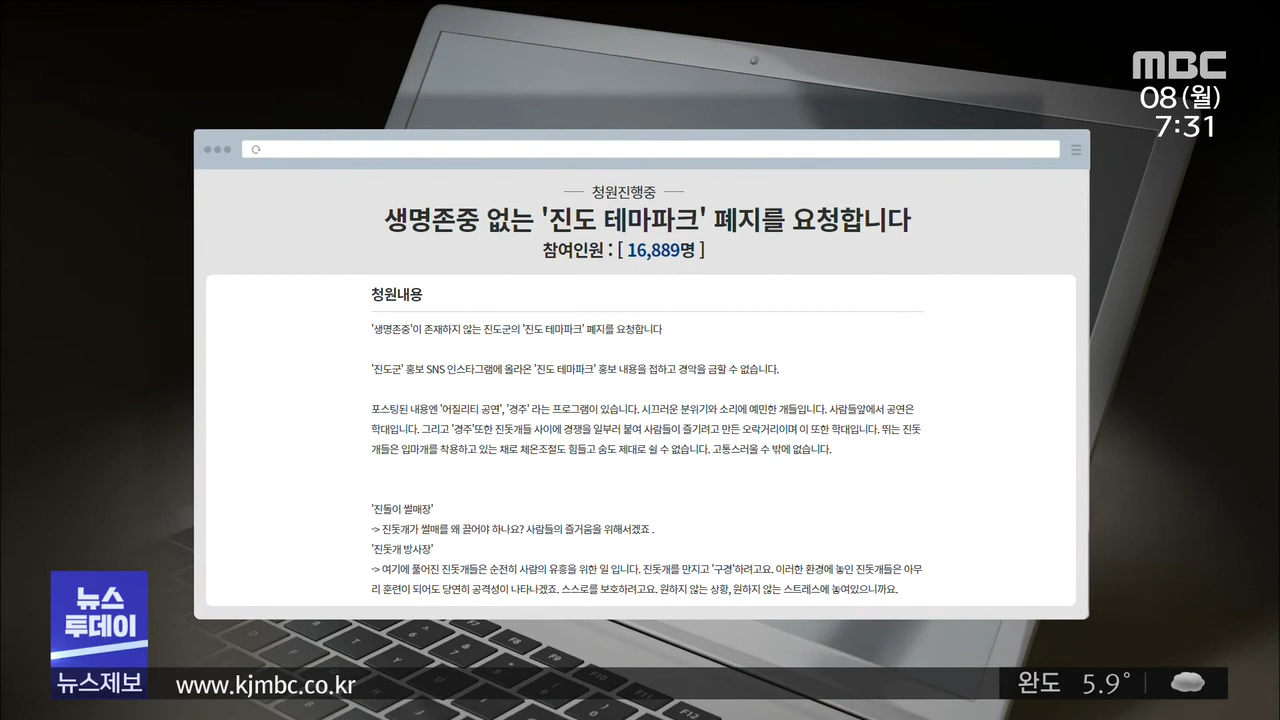 MBC
08(월)
7:31
청원진행중
생명존중 없는 '진도 테마파크' 폐지를 요청합니다
참여인원 : [ 16,889명 ]
청원내용
'생명존중'이 존재하지 않는 진도군의 '진도 테마파크' 폐지를 요청합니다
'진도군' 홍보 SNS 인스타그램에 올라온 '진도 테마파크' 홍보 내용을 접하고 경악을 금할 수 없습니다.
포스팅된 내용엔 '어질리티 공연', '경주' 라는 프로그램이 있습니다. 시끄러운 분위기와 소리에 예민한 개들입니다. 사람들앞에서 공연은
학대입니다. 그리고 '경주'또한 진돗개들 사이에 경쟁을 일부러 붙여 사람들이 즐기려고 만든 오락거리이며 이 또한 학대입니다. 뛰는 진돗
개들은 입마개를 착용하고 있는 채로 체온조절도 힘들고 숨도 제대로 쉴 수 없습니다. 고통스러울 수 밖에 없습니다.
'진돌이 썰매장'
-> 진돗개가 썰매를 왜 끌어야 하나요? 사람들의 즐거움을 위해서겠죠 .
'진돗개 방사장'
-> 여기에 풀어진 진돗개들은 순전히 사람의 유흥을 위한 일 입니다. 진돗개를 만지고 '구경'하려고요. 이러한 환경에 놓인 진돗개들은 아무
리 훈련이 되어도 당연히 공격성이 나타나겠죠. 스스로를 보호하려고요. 원하지 않는 상황, 원하지 않는 스트레스에 놓여있으니까요.
뉴스
투데이
뉴스제보
www.kjmbc.co.kr
완도 5.9°